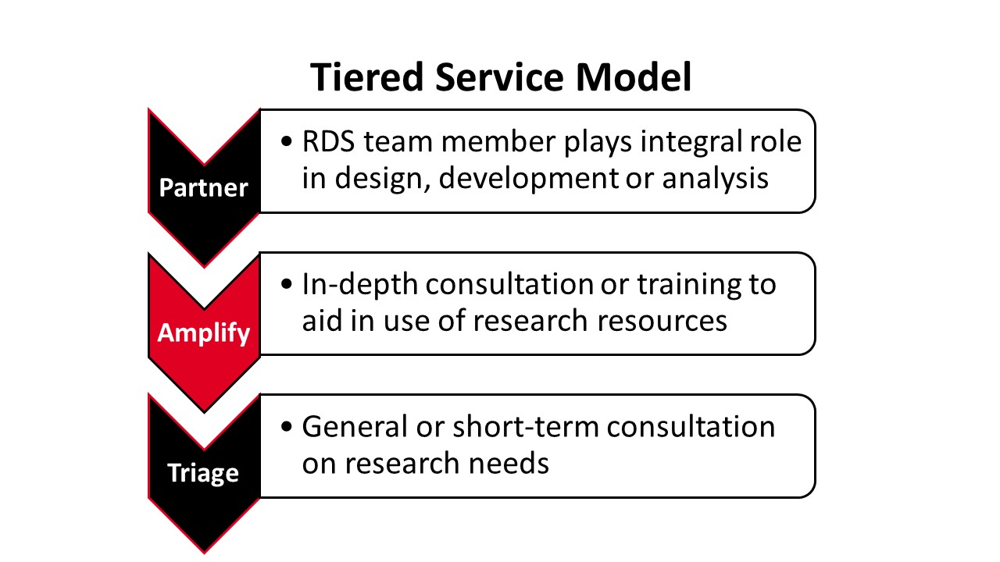 Tiered Service Model
Partner
• RDS team member plays integral role
in design, development or analysis
Amplify
• In-depth consultation or training to
aid in use of research resources
Triage
• General or short-term consultation
on research needs